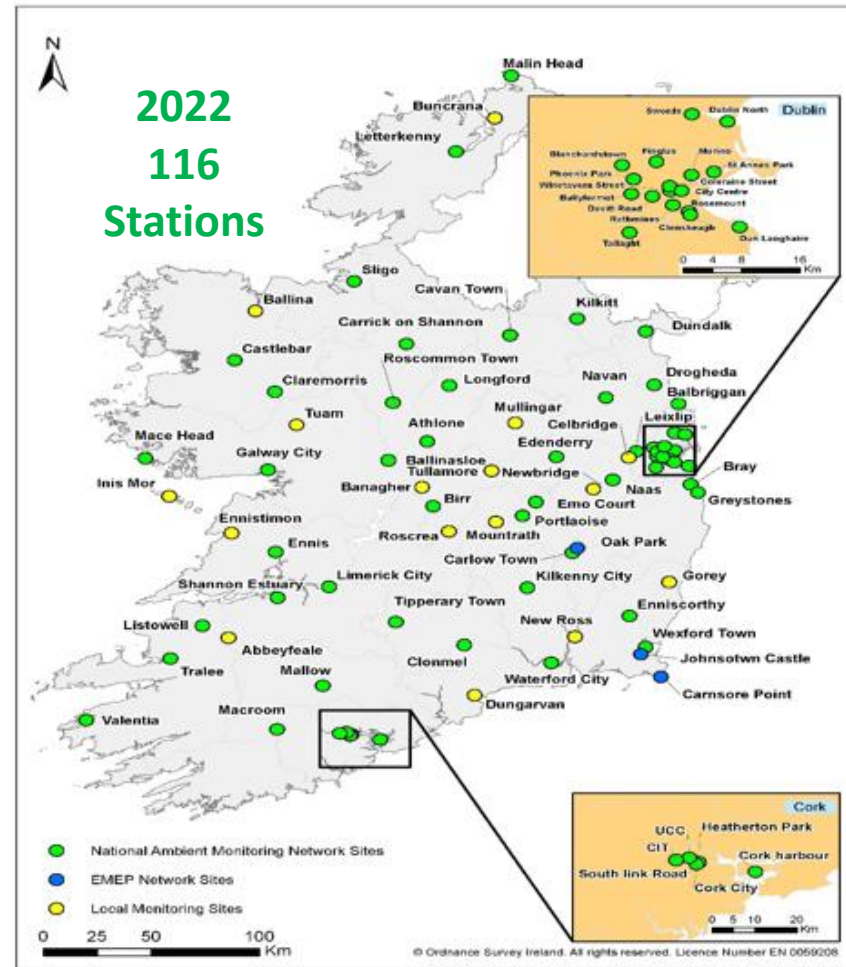 N
2022
116
Stations
Malin Head
Buncrana
Letterkenny
Dublin
Swords
Dublin North
Finglas
Marino
Blanchardstown
St Annes Park
Phoenix Park
Coleraine Street
Winetavern Street
City Centre
Ballyfermot
Rosemount
Davitt Road
Rathmines
Clonskeagh
Dun Laoghaire
Tallaght
0 4 8 16
Km
Sligo
Cavan Town
Ballina
Kilkitt
Carrick on Shannon
Dundalk
Castlebar
Roscommon Town
Drogheda
Claremorris
Longford
Navan
Balbriggan
Mullingar
Leixlip
Tuam
Celbridge
Mace Head
Athlone
Edenderry
Galway City
Ballinasloe
Bray
Tullamore
Newbridge
Inis Mor
Banagher
Naas
Birr
Emo Court
Greystones
Ennistimon
Portlaoise
Roscrea
Mountrath
Oak Park
Ennis
Carlow Town
Gorey
Shannon Estuary
Limerick City
Kilkenny City
Tipperary Town
Enniscorthy
Listowell
New Ross
Wexford Town
Abbeyfeale
Clonmel
Johnsotwn Castle
Tralee
Mallow
Waterford City
Carnsore Point
Dungarvan
Valentia
Macroom
Cork
UCC
Heatherton Park
CIT
Cork harbour
South link Road
Cork City
0 5 10 20
Km
National Ambient Monitoring Network Sites
EMEP Network Sites
Local Monitoring Sites
0 25 50 100
Km
© Ordnance Survey Ireland. All rights reserved. Licence Number EN 0059208